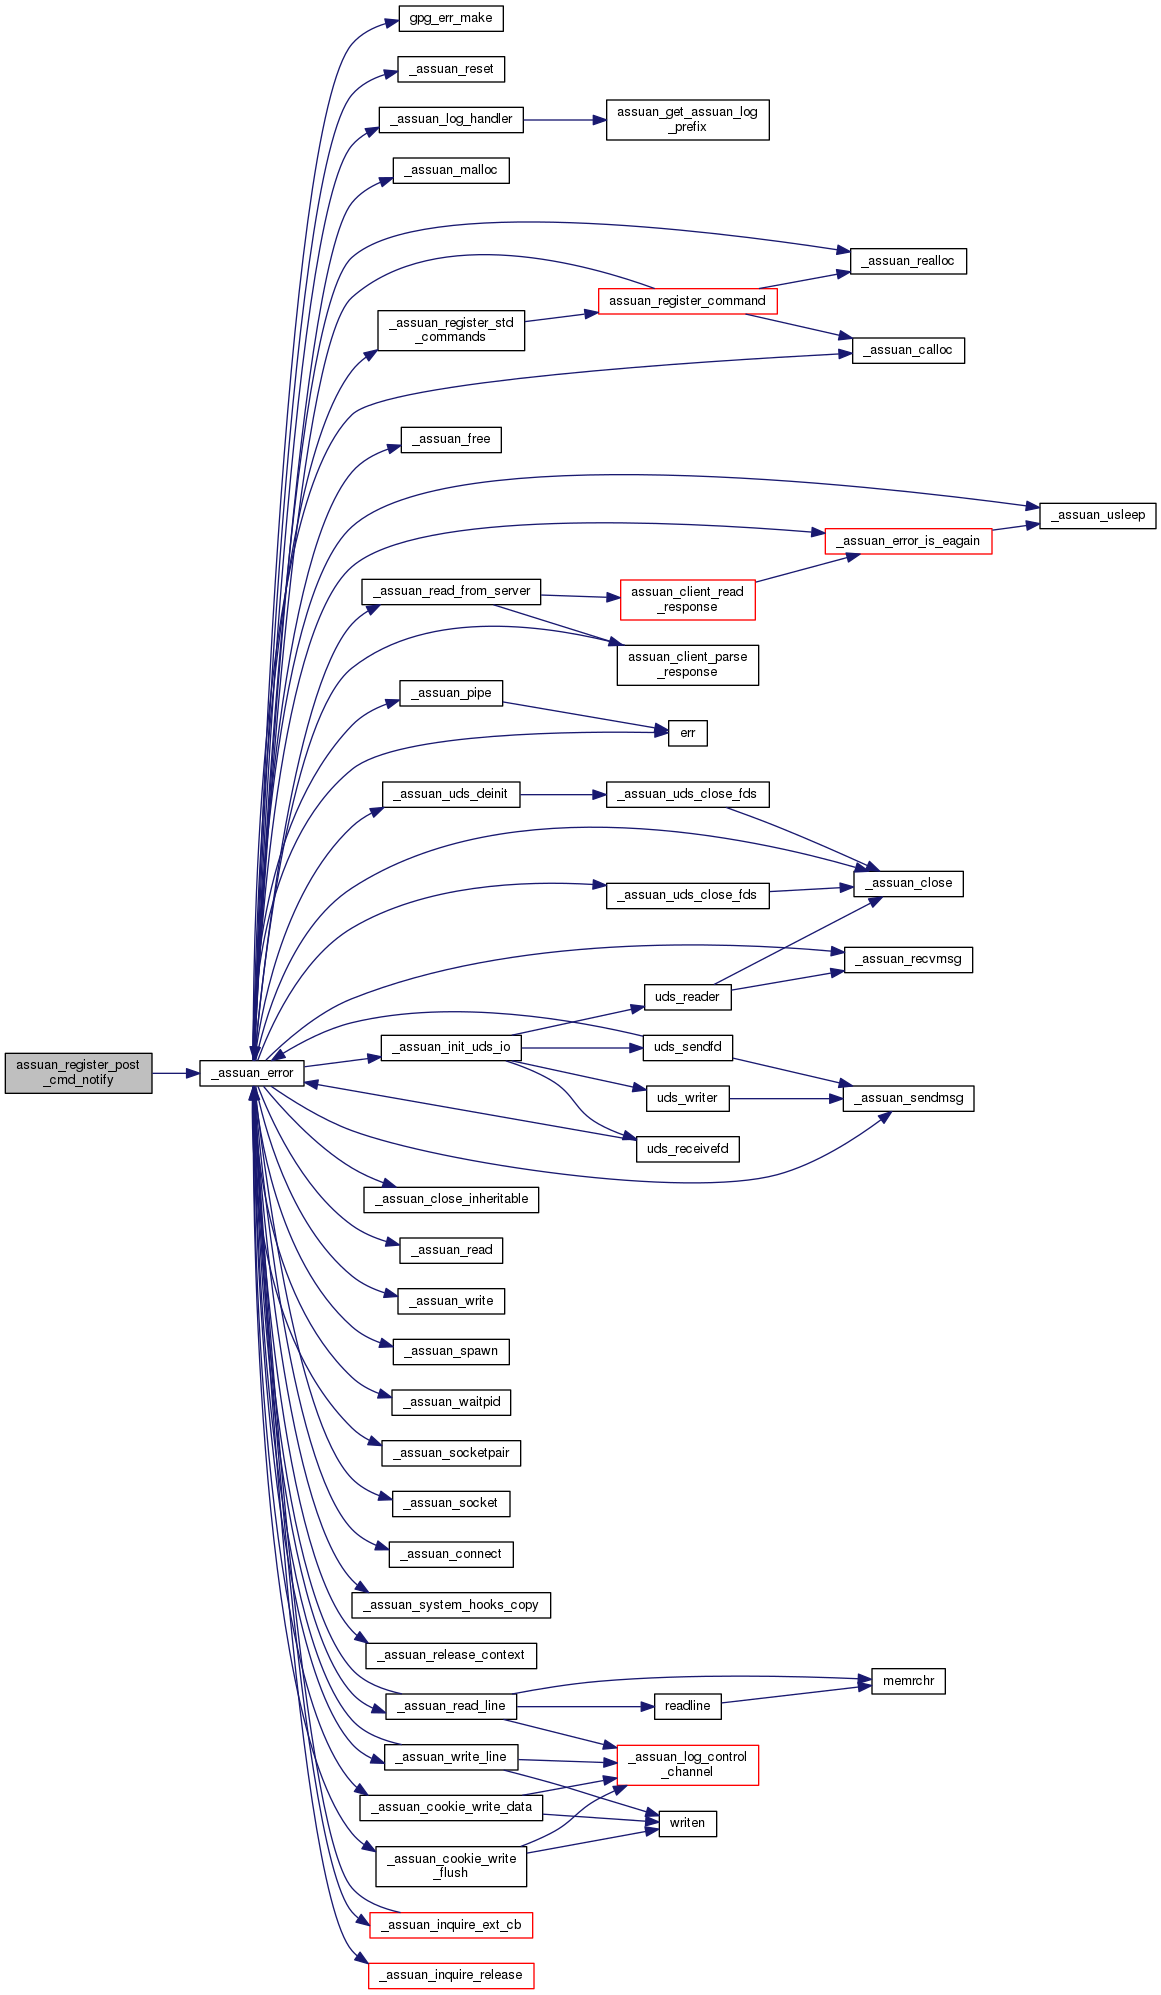 gpg_err_make
_assuan_reset
_assuan_log_handler
assuan_get_assuan_log
_prefix
_assuan_malloc
_assuan_realloc
assuan_register_command
_assuan_register_std
_commands
_assuan_calloc
_assuan_free
_assuan_usleep
_assuan_error_is_eagain
_assuan_read_from_server
assuan_client_read
_response
assuan_client_parse
_response
_assuan_pipe
err
_assuan_uds_deinit
_assuan_uds_close_fds
_assuan_close
_assuan_uds_close_fds
_assuan_recvmsg
uds_reader
_assuan_init_uds_io
uds_sendfd
assuan_register_post
_cmd_notify
_assuan_error
uds_writer
_assuan_sendmsg
uds_receivefd
_assuan_close_inheritable
_assuan_read
_assuan_write
_assuan_spawn
_assuan_waitpid
_assuan_socketpair
_assuan_socket
_assuan_connect
_assuan_system_hooks_copy
_assuan_release_context
memrchr
_assuan_read_line
readline
_assuan_write_line
_assuan_log_control
_channel
_assuan_cookie_write_data
writen
_assuan_cookie_write
_flush
_assuan_inquire_ext_cb
_assuan_inquire_release